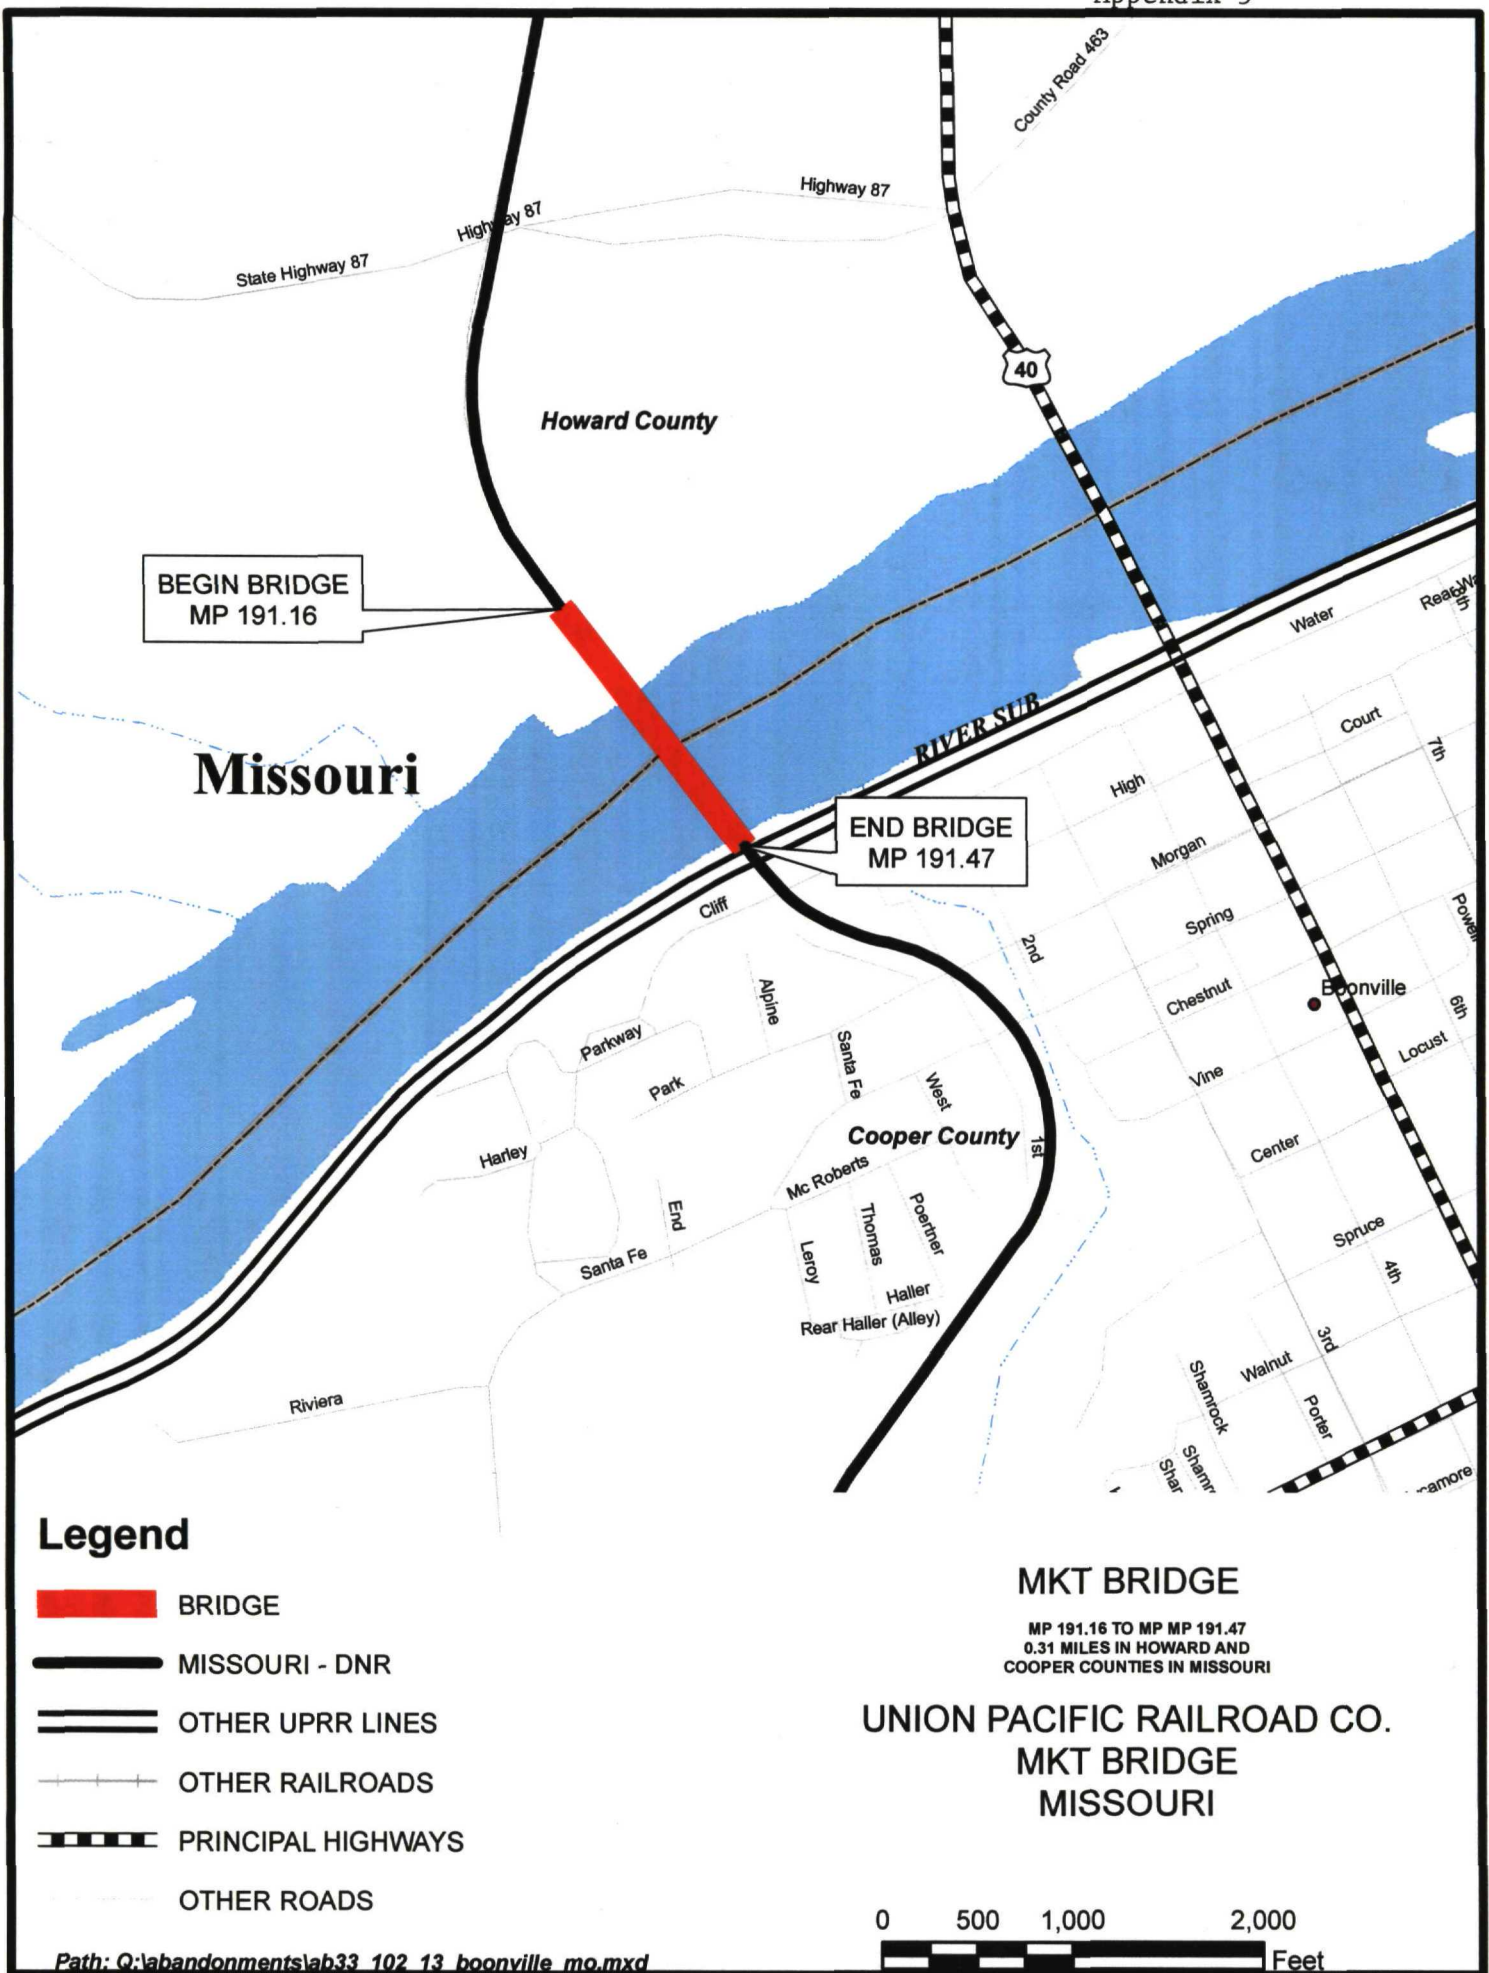 County Road 463
Highway 87
Highway 87
State Highway 87
40
Howard County
BEGIN BRIDGE
MP 191.16
Water
8th
RIVER SUB
Missouri
Court
7th
High
END BRIDGE
MP 191.47
Morgan
Cliff
Spring
2nd
Alpine
Chestnut
Boonville
6th
Parkway
Santa Fe
Locust
Park
West
Vine
Cooper County
1st
Harley
Center
Mc Roberts
End
Thomas
Poertner
Leroy
Spruce
Santa Fe
4th
Haller
Rear Haller (Alley)
3rd
Walnut
Shamrock
Riviera
Porter
Legend
BRIDGE
MISSOURI - DNR
OTHER UPRR LINES
OTHER RAILROADS
PRINCIPAL HIGHWAYS
OTHER ROADS
Path: Q:\abandonments\ab33_102_13_boonville_mo.mxd
MKT BRIDGE
MP 191.16 TO MP MP 191.47
0.31 MILES IN HOWARD AND
COOPER COUNTIES IN MISSOURI
UNION PACIFIC RAILROAD CO.
MKT BRIDGE
MISSOURI
0 500 1,000 2,000
Feet